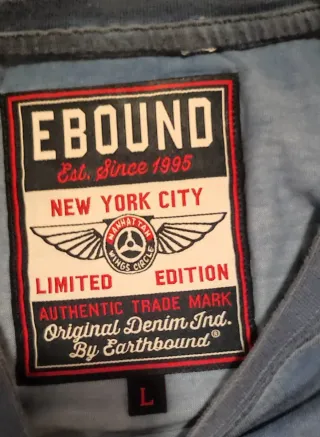 EBOUND
Est. Since 1995
NEW YORK CITY
MANHATTAN
WINGS CIRCLE
LIMITED EDITION
AUTHENTIC TRADE MARK
Original Denim Ind.
By Earthbound®
L